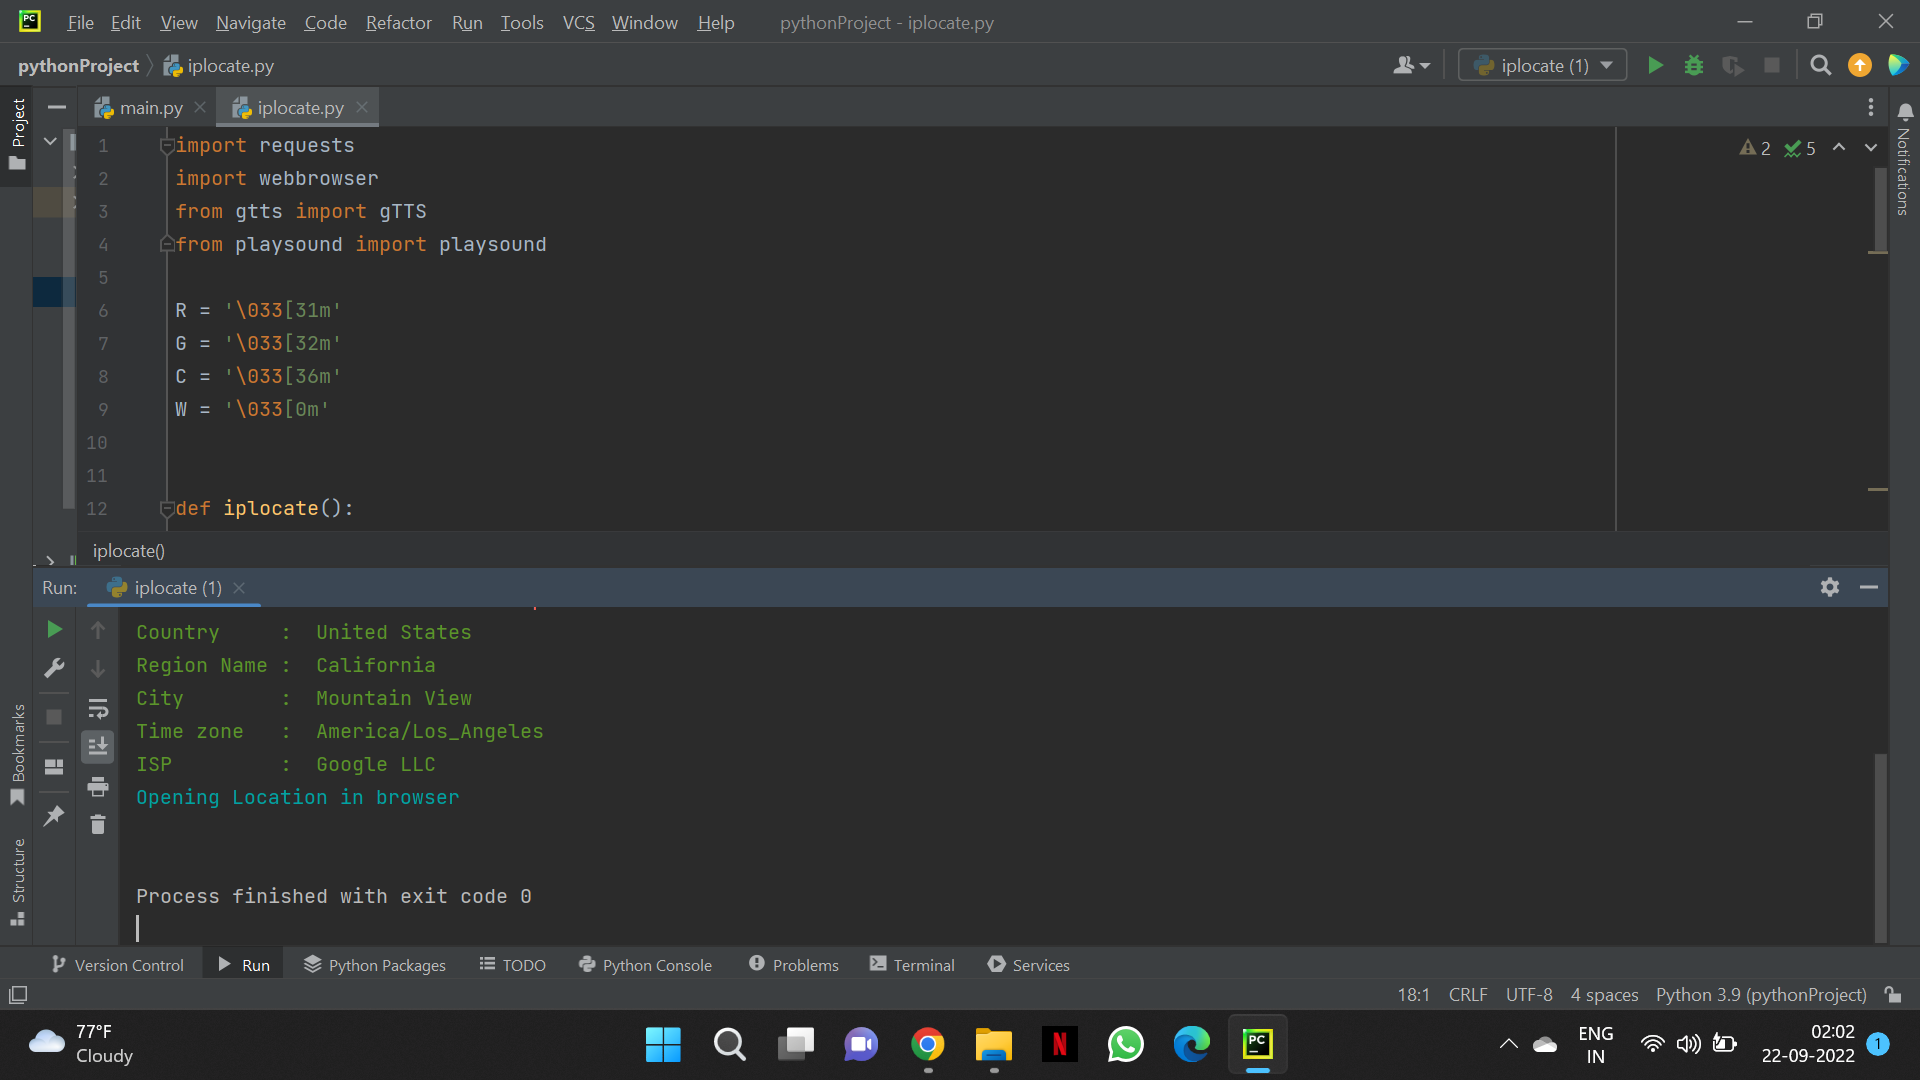 PC File Edit View Navigate Code Refactor Run Tools VCS Window Help pythonProject - iplocate.py
pythonProject iplocate.py iplocate (1)
Project main.py iplocate.py
1 import requests
2 import webbrowser
3 from gtts import gTTS
4 from playsound import playsound
5
6 R = '\033[31m'
7 G = '\033[32m'
8 C = '\033[36m'
9 W = '\033[0m'
10
11
12 def iplocate():
2 5
Notifications
iplocate()
Run: iplocate (1)
Country : United States
Region Name : California
City : Mountain View
Time zone : America/Los_Angeles
ISP : Google LLC
Opening Location in browser
Process finished with exit code 0
Bookmarks
Structure
Version Control Run Python Packages TODO Python Console Problems Terminal Services
18:1 CRLF UTF-8 4 spaces Python 3.9 (pythonProject)
77°F
Cloudy
N
PC
ENG
IN
02:02
22-09-2022
1